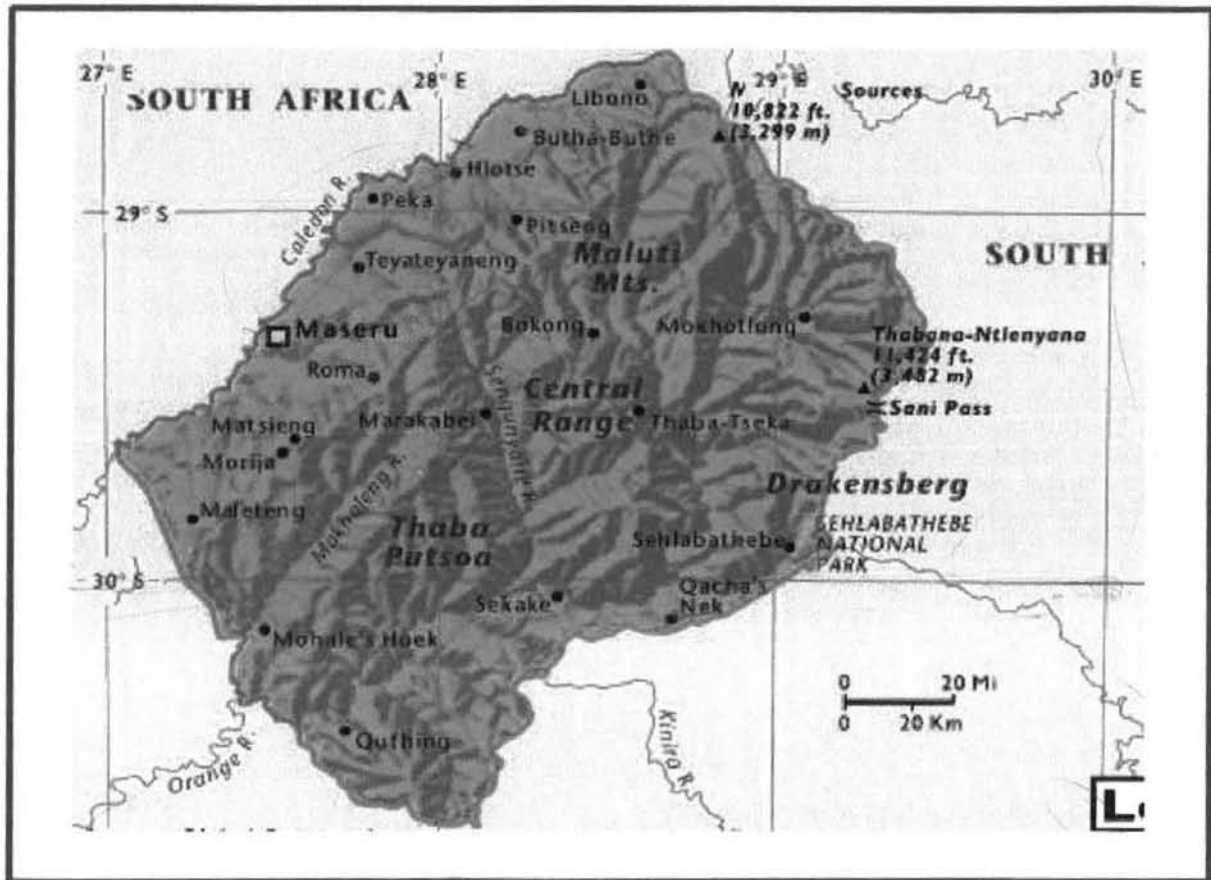 27° E
28° E
29° E
30° E
SOUTH AFRICA
Libono
N
10,822 ft.
(3,299 m)
Sources
Butha-Buthe
Hlotse
Caledon R.
Peka
29° S
Pitseng
Teyateyaneng
Maluti
Mts.
SOUTH
Maseru
Bokong
Mokhotlong
Thabana-Ntlenyana
11,424 ft.
(3,482 m)
Roma
Senqunyane R.
Central
Range
Sani Pass
Marakabei
Thaba-Tseka
Matsieng
Morija
Makhaleng R.
Drakensberg
Mafeteng
Thaba
Putsoa
Sehlabathebe
SEHLABATHEBE
NATIONAL
PARK
30° S
Sekake
Qacha's
Nek
Mohale's Hoek
0 20 Mi
0 20 Km
Kinira R.
Quthing
Orange R.
L